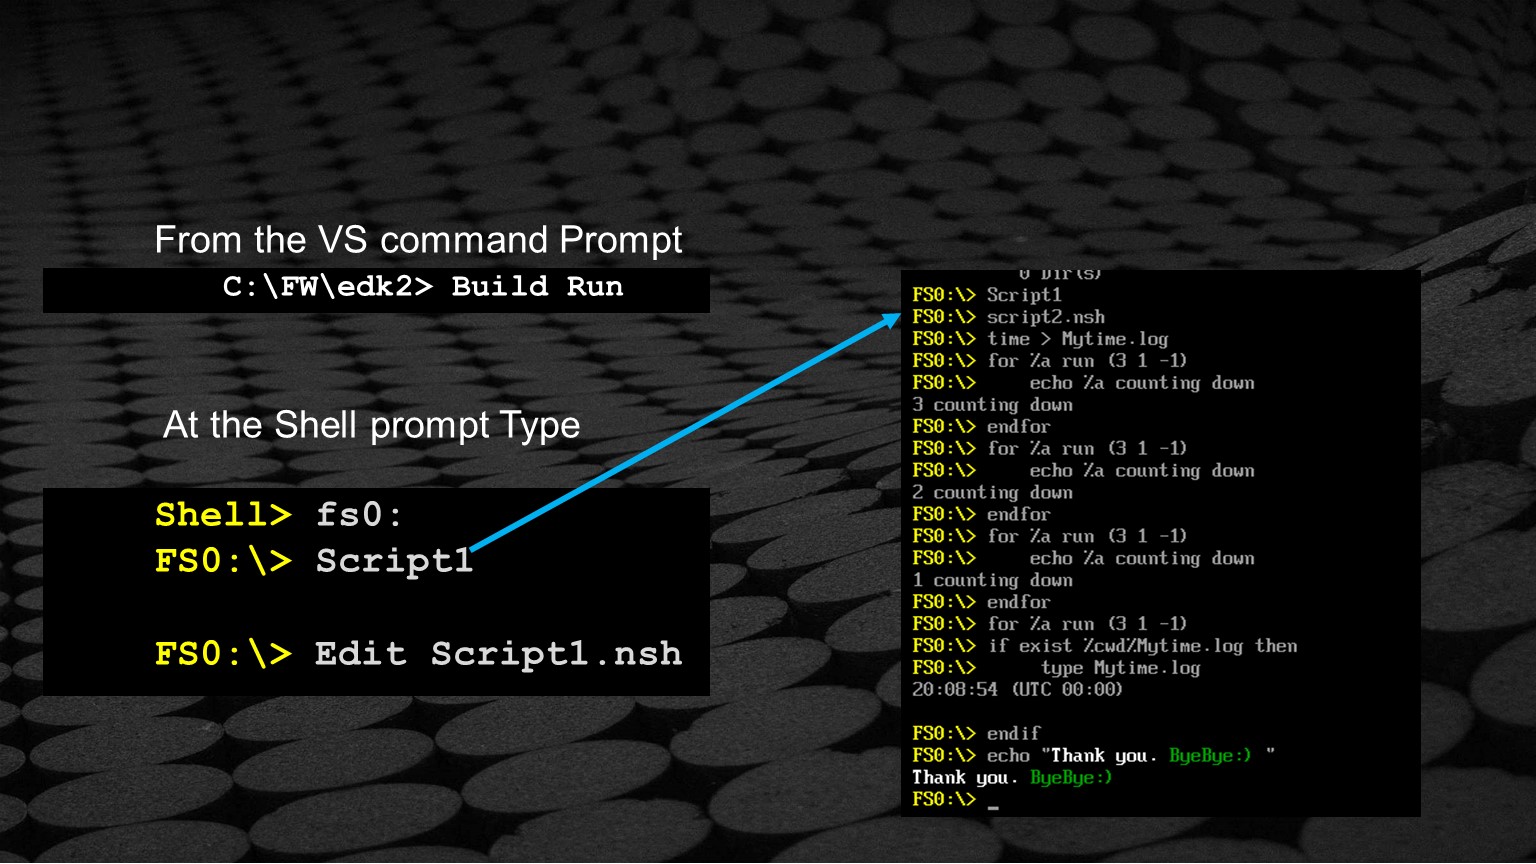 From the VS command Prompt
C:\FW\edk2> Build Run
At the Shell prompt Type
Shell> fs0:
FS0:\> Script1
FS0:\> Edit Script1.nsh
0 Dir(s)
FS0:\> Script1
FS0:\> script2.nsh
FS0:\> time > Mytime.log
FS0:\> for %a run (3 1 -1)
FS0:\>     echo %a counting down
3 counting down
FS0:\> endfor
FS0:\> for %a run (3 1 -1)
FS0:\>     echo %a counting down
2 counting down
FS0:\> endfor
FS0:\> for %a run (3 1 -1)
FS0:\>     echo %a counting down
1 counting down
FS0:\> endfor
FS0:\> for %a run (3 1 -1)
FS0:\> if exist %cwd%Mytime.log then
FS0:\>      type Mytime.log
20:08:54 (UTC 00:00)
FS0:\> endif
FS0:\> echo "Thank you. ByeBye:) "
Thank you. ByeBye:)
FS0:\> _